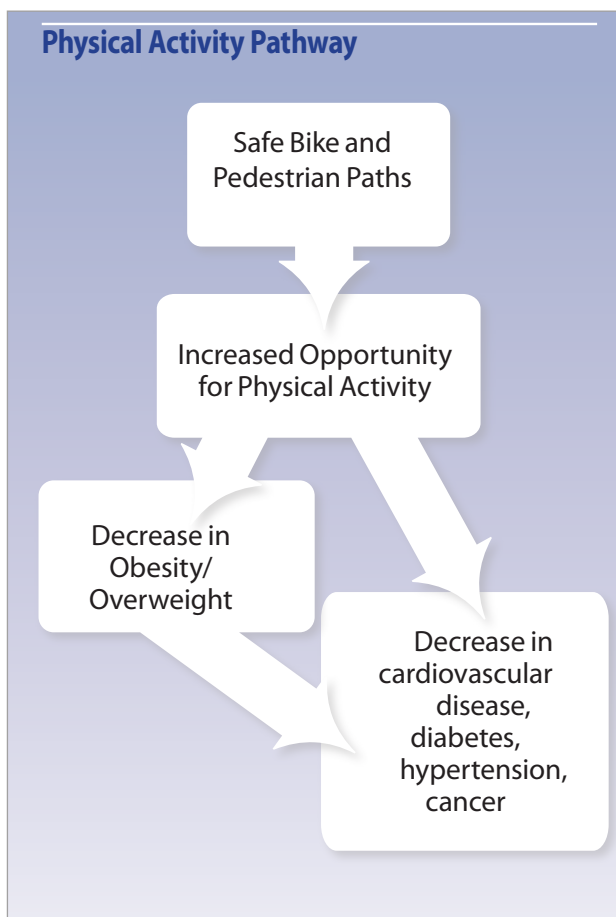 Physical Activity Pathway
Safe Bike and
Pedestrian Paths
Increased Opportunity
for Physical Activity
Decrease in
Obesity/
Overweight
Decrease in
cardiovascular
disease,
diabetes,
hypertension,
cancer